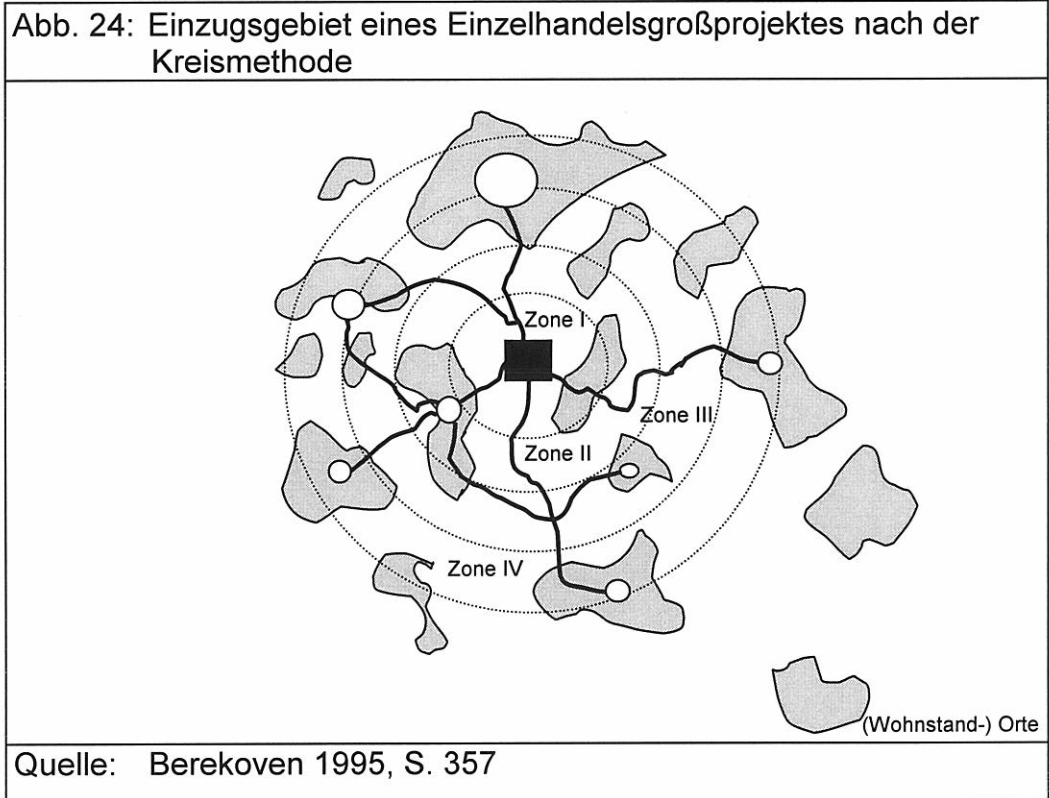 Abb. 24: Einzugsgebiet eines Einzelhandelsgroßprojektes nach der
Kreismethode
Zone I
Zone III
Zone II
Zone IV
(Wohnstand-) Orte
Quelle: Berekoven 1995, S. 357